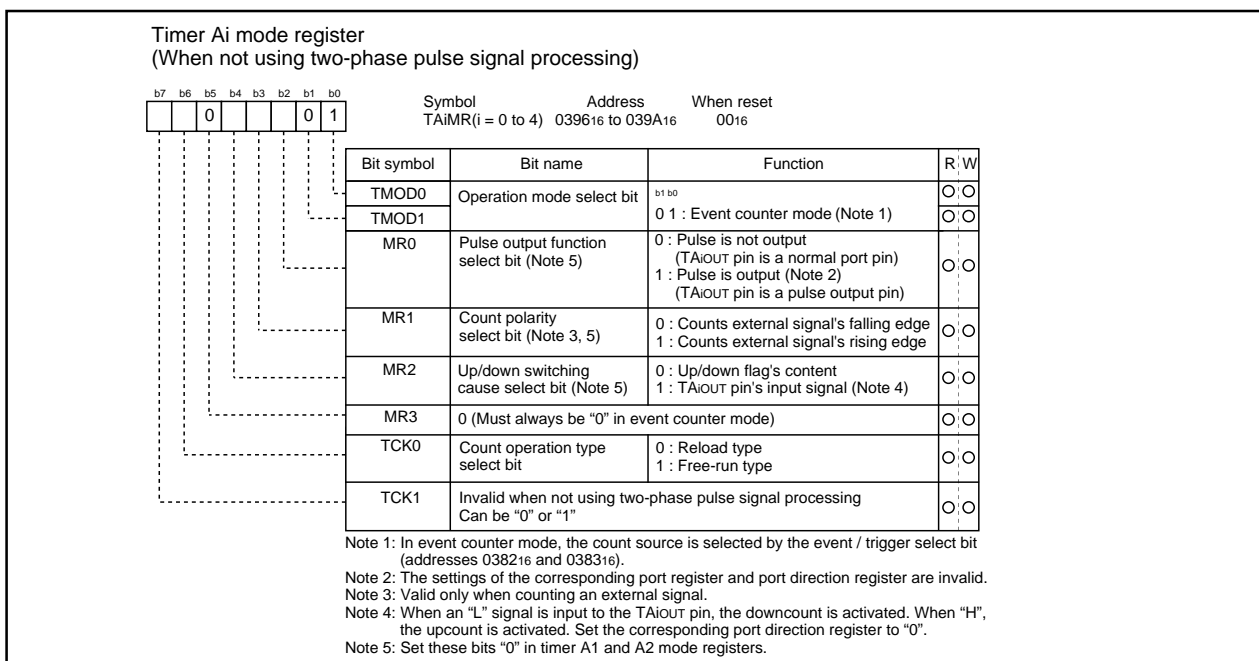 Timer Ai mode register
(When not using two-phase pulse signal processing)
b7 b6 b5 b4 b3 b2 b1 b0
0 0 1
Symbol Address When reset
TAiMR(i = 0 to 4) 039616 to 039A16 0016
Bit symbol Bit name Function R W
TMOD0 Operation mode select bit b1 b0
TMOD1 0 1 : Event counter mode (Note 1)
MR0 Pulse output function 0 : Pulse is not output
select bit (Note 5) (TAiOUT pin is a normal port pin)
1 : Pulse is output (Note 2)
(TAiOUT pin is a pulse output pin)
MR1 Count polarity 0 : Counts external signal's falling edge
select bit (Note 3, 5) 1 : Counts external signal's rising edge
MR2 Up/down switching 0 : Up/down flag's content
cause select bit (Note 5) 1 : TAiOUT pin's input signal (Note 4)
MR3 0 (Must always be “0” in event counter mode)
TCK0 Count operation type 0 : Reload type
select bit 1 : Free-run type
TCK1 Invalid when not using two-phase pulse signal processing
Can be “0” or “1”
Note 1: In event counter mode, the count source is selected by the event / trigger select bit
(addresses 038216 and 038316).
Note 2: The settings of the corresponding port register and port direction register are invalid.
Note 3: Valid only when counting an external signal.
Note 4: When an “L” signal is input to the TAiOUT pin, the downcount is activated. When “H”,
the upcount is activated. Set the corresponding port direction register to “0”.
Note 5: Set these bits “0” in timer A1 and A2 mode registers.